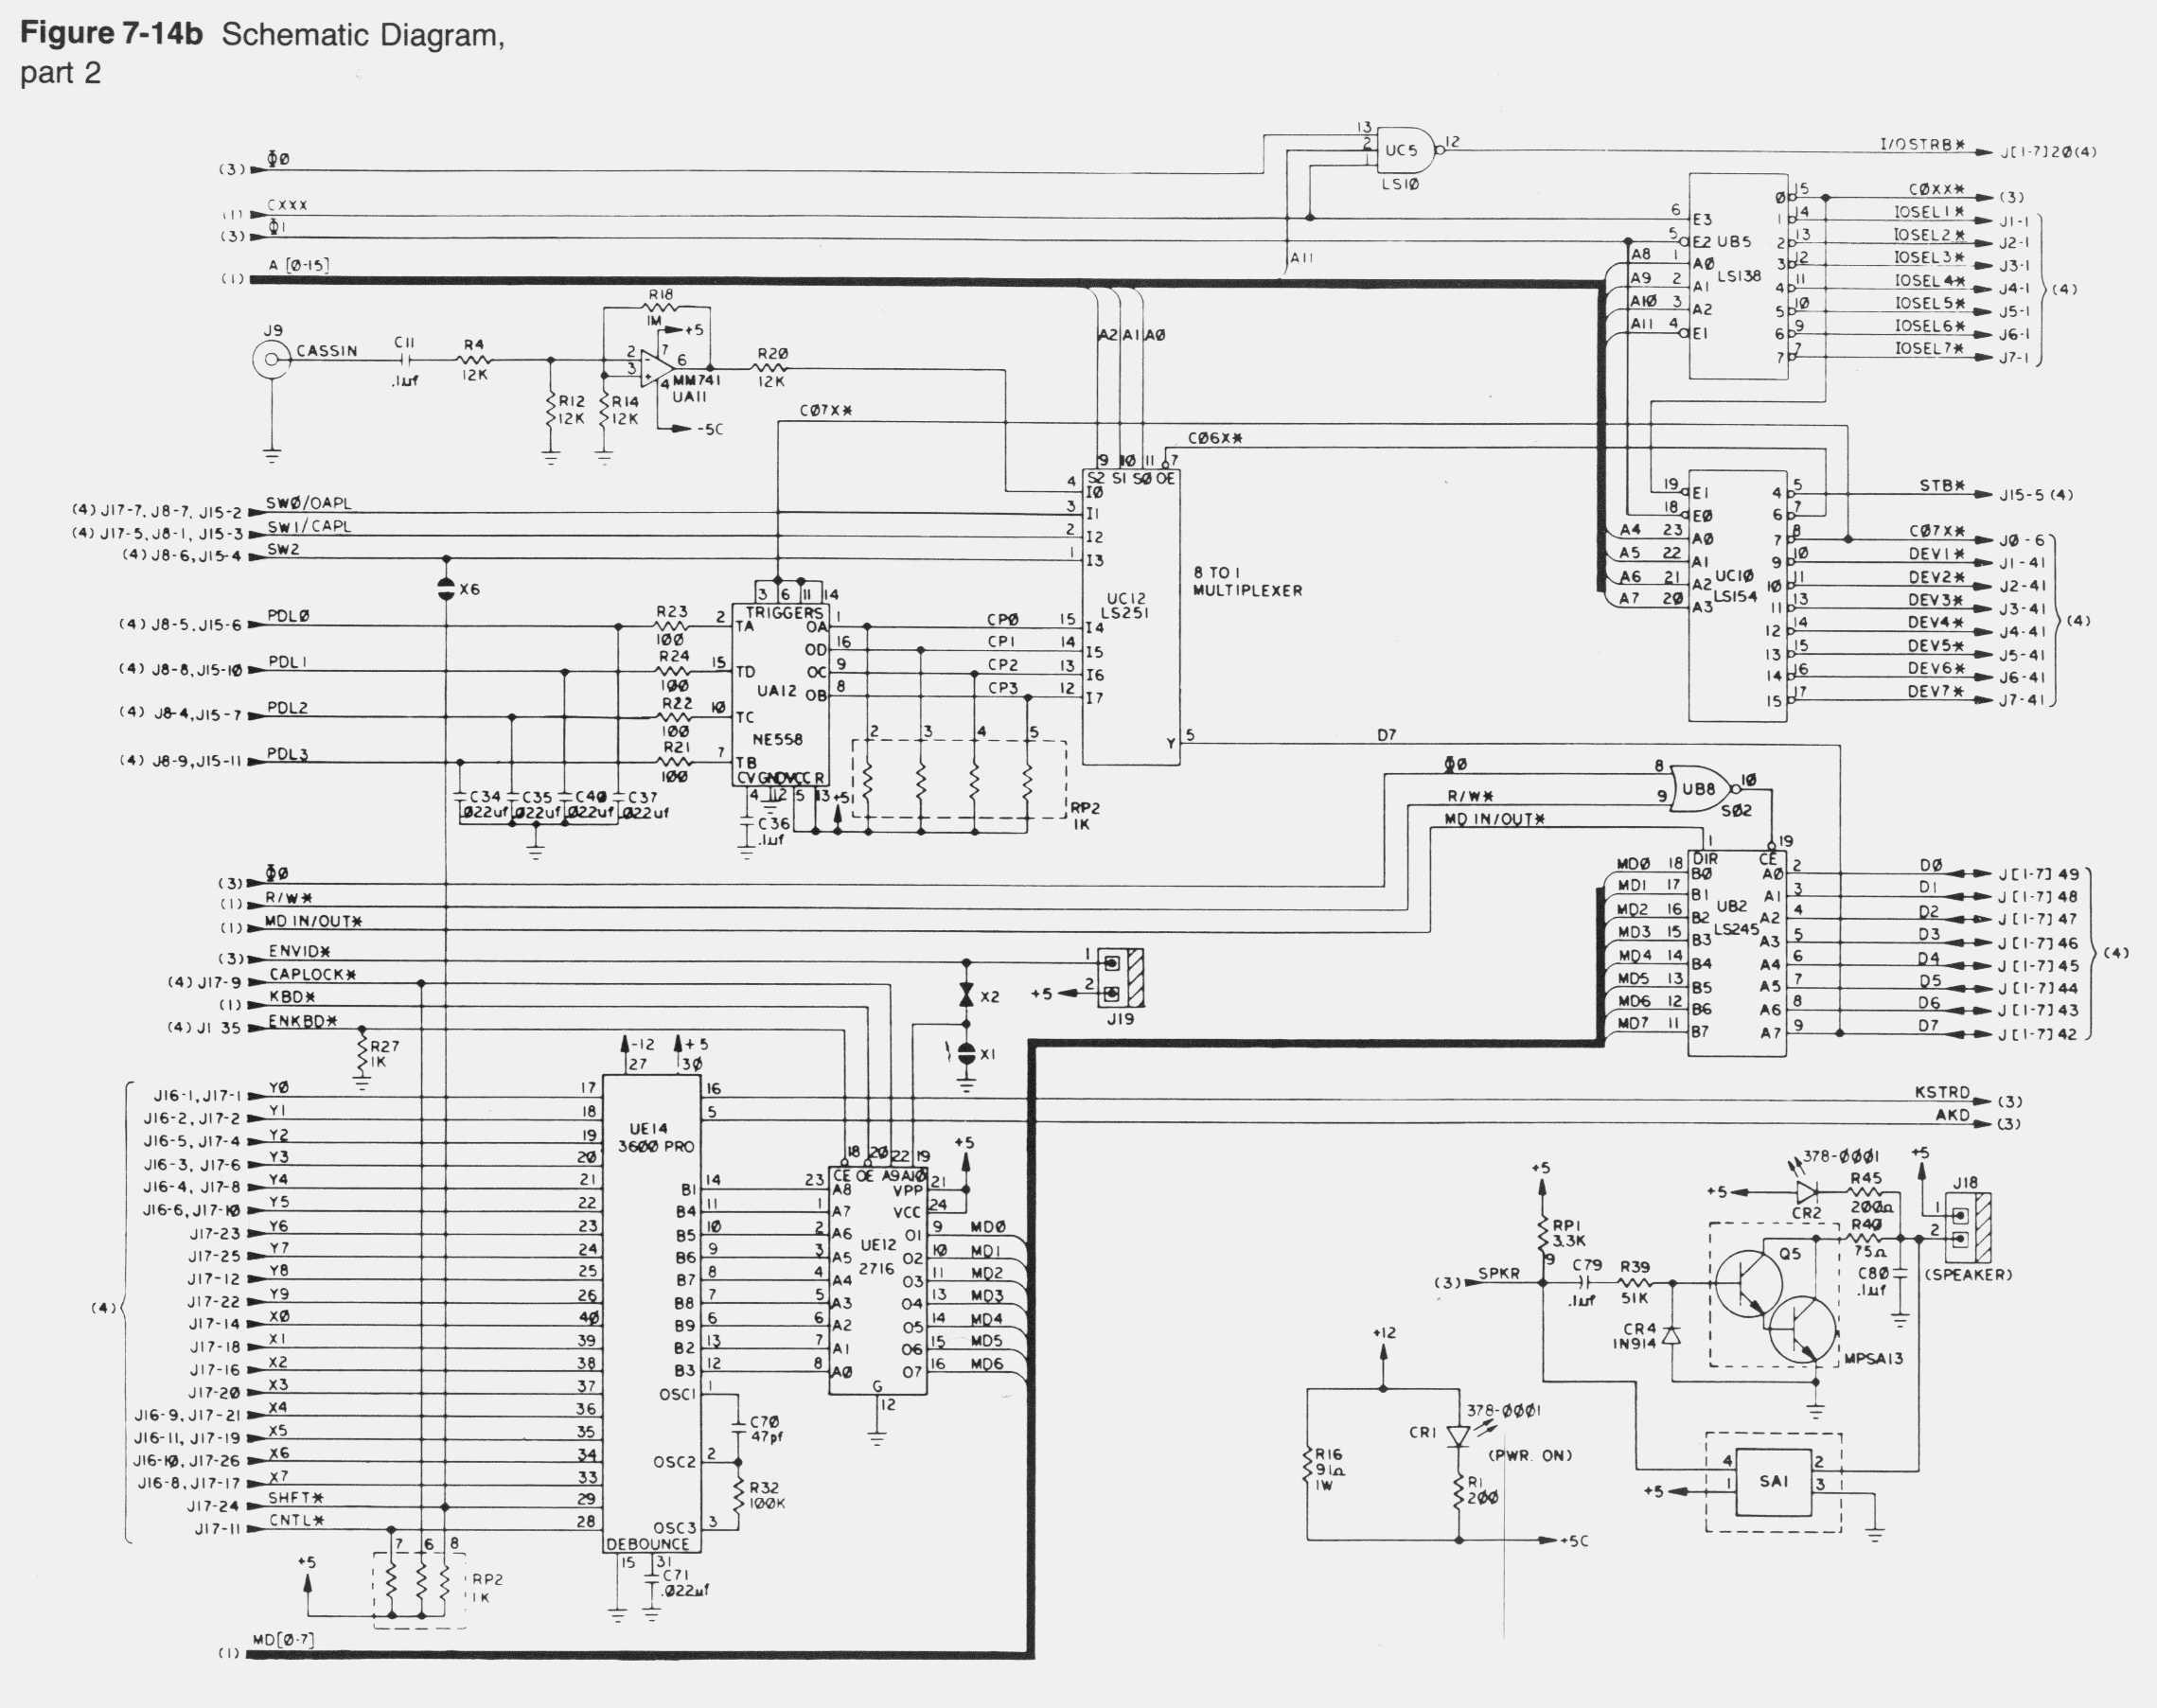 Figure 7-14b Schematic Diagram,
part 2
(3) Φ0
(1) CXXX
(3) Φ1
(1) A [0-15]
13
2
1
UC5
12
LS10
A11
I/OSTRB* J[1-7]20(4)
6 E3
5 E2 UB5
A8 1 A0
A9 2 A1 LS138
A10 3 A2
A11 4 E1
0 15 C0XX* (3)
1 14 IOSEL1* J1-1
2 13 IOSEL2* J2-1
3 12 IOSEL3* J3-1
4 11 IOSEL4* J4-1 (4)
5 10 IOSEL5* J5-1
6 9 IOSEL6* J6-1
7 7 IOSEL7* J7-1
J9
CASSIN
C11
.1uf
R4
12K
R12
12K
R14
12K
R18
1M
+5
2 7
3 6
4 MM741
UA11
-5C
R20
12K
A2 A1 A0
C07X*
C06X*
9 10 11 7
S2 S1 S0 OE
4 I0
3 I1
2 I2
1 I3
UC12
LS251
8 TO 1
MULTIPLEXER
15 I4
14 I5
13 I6
12 I7
Y 5 D7
(4) J17-7, J8-7, J15-2 SW0/OAPL
(4) J17-5, J8-1, J15-3 SW1/CAPL
(4) J8-6, J15-4 SW2
X6
(4) J8-5, J15-6 PDL0
(4) J8-8, J15-10 PDL1
(4) J8-4, J15-7 PDL2
(4) J8-9, J15-11 PDL3
R23
100
R24
100
R22
100
R21
100
3 6 11 14
TRIGGERS
2 TA OA 1 CP0
OD 16 CP1
15 TD OC 9 CP2
UA12 OB 8 CP3
10 TC
NE558
7 TB
CV GND VCC R
4 12 5 13 +5
C34
.022uf
C35
.022uf
C40
.022uf
C37
.022uf
C36
.1uf
2 3 4 5
RP2
1K
19 E1
18 E0
A4 23 A0
A5 22 A1
A6 21 A2 UC10
A7 20 A3 LS154
4 5 STB* J15-5 (4)
6 7
7 8 C07X* J0-6
9 10 DEV1* J1-41
10 11 DEV2* J2-41
11 13 DEV3* J3-41
12 14 DEV4* J4-41 (4)
13 15 DEV5* J5-41
14 16 DEV6* J6-41
15 17 DEV7* J7-41
Φ0 8
R/W* 9
UB8 10
S02
MD IN/OUT*
1 19
DIR CE
MD0 18 B0 A0 2 D0 J[1-7]49
MD1 17 B1 A1 3 D1 J[1-7]48
MD2 16 B2 UB2 A2 4 D2 J[1-7]47
MD3 15 B3 LS245 A3 5 D3 J[1-7]46
MD4 14 B4 A4 6 D4 J[1-7]45 (4)
MD5 13 B5 A5 7 D5 J[1-7]44
MD6 12 B6 A6 8 D6 J[1-7]43
MD7 11 B7 A7 9 D7 J[1-7]42
(3) Φ0
(1) R/W*
(1) MD IN/OUT*
(3) ENVID*
(4) J17-9 CAPLOCK*
(1) KBD*
(4) J1 35 ENKBD*
R27
1K
X2
X1
1
+5 2
J19
-12 +5
27 30
J16-1, J17-1 Y0 17
J16-2, J17-2 Y1 18
J16-5, J17-4 Y2 19
J16-3, J17-6 Y3 20
J16-4, J17-8 Y4 21
J16-6, J17-10 Y5 22
J17-23 Y6 23
J17-25 Y7 24
J17-12 Y8 25
J17-22 Y9 26
(4)
J17-14 X0 40
J17-18 X1 39
J17-16 X2 38
J17-20 X3 37
J16-9, J17-21 X4 36
J16-11, J17-19 X5 35
J16-10, J17-26 X6 34
J16-8, J17-17 X7 33
J17-24 SHFT* 29
J17-11 CNTL* 28
UE14
3600 PRO
16 KSTRD (3)
5 AKD (3)
B1 14
B4 11
B5 10
B6 9
B7 8
B8 7
B9 6
B2 13
B3 12
OSC1 1
OSC2 2
OSC3 3
DEBOUNCE
15 31
C70
47pf
R32
100K
C71
.022uf
+5
7 6 8
RP2
1K
18 20 22 19
CE OE A9 A10
+5
23 A8 VPP 21
1 A7 VCC 24
2 A6 O1 9 MD0
3 A5 UE12 O2 10 MD1
4 A4 2716 O3 11 MD2
5 A3 O4 13 MD3
6 A2 O5 14 MD4
7 A1 O6 15 MD5
8 A0 O7 16 MD6
G
12
(1) MD[0-7]
+12
R16
91Ω
1W
CR1
378-0001
(PWR. ON)
R1
200
+5C
+5
RP1
3.3K
9
(3) SPKR
C79
.1uf
R39
51K
CR4
1N914
Q5
MPSA13
+5
378-0001
CR2
R45
200Ω
R40
75Ω
C80
.1uf
+5
J18
1
2
(SPEAKER)
4 SA1 2
+5 1 3